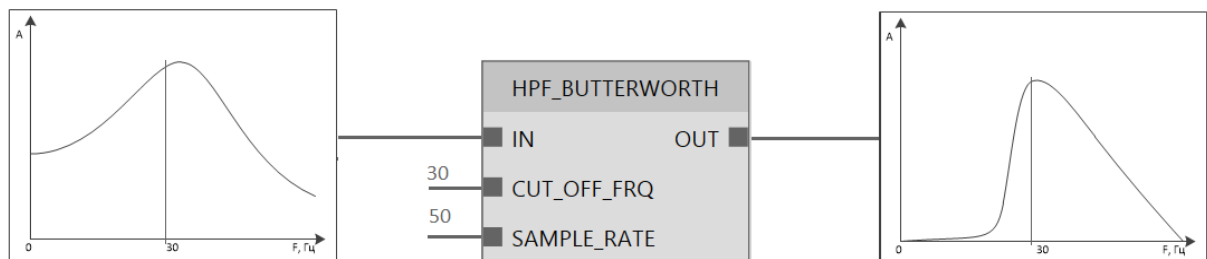 A
0
30
F, Гц
HPF_BUTTERWORTH
IN
OUT
30
CUT_OFF_FRQ
50
SAMPLE_RATE
A
0
30
F, Гц